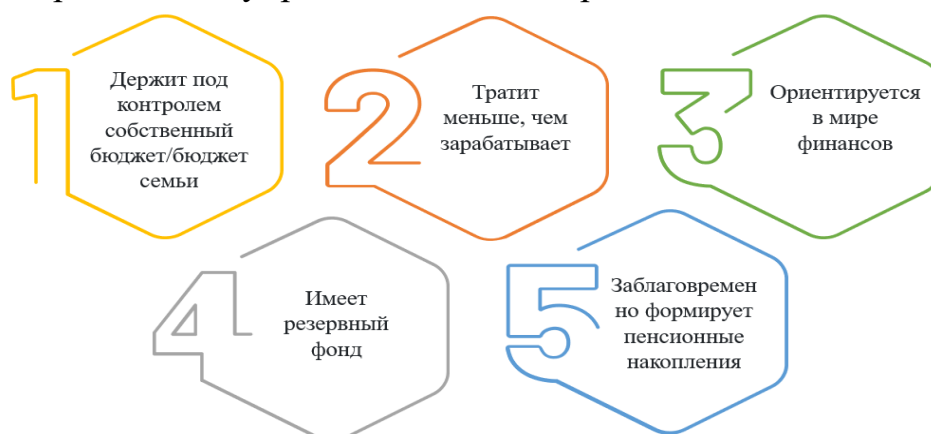 1
Держит под
контролем
собственный
бюджет/бюджет
семьи
2
Тратит
меньше, чем
зарабатывает
3
Ориентируется
в мире
финансов
4
Имеет
резервный
фонд
5
Заблаговремен
но формирует
пенсионные
накопления